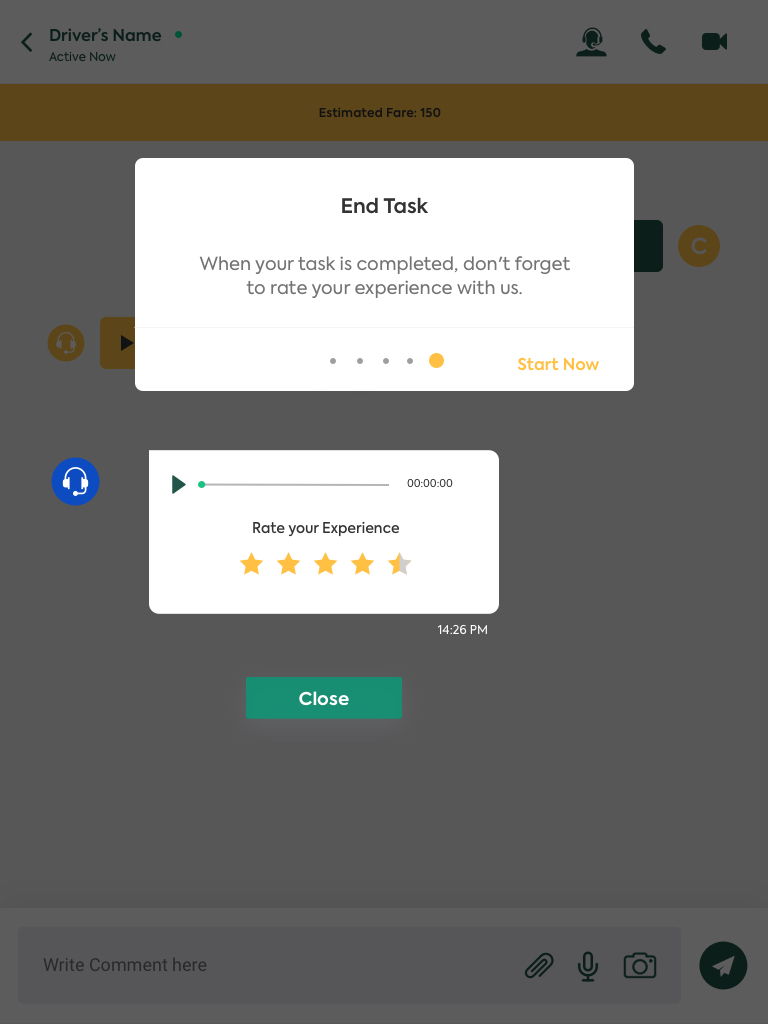 Driver's Name
Active Now
Estimated Fare: 150
End Task
C
When your task is completed, don't forget
to rate your experience with us.
Start Now
00:00:00
Rate your Experience
14:26 PM
Close
Write Comment here